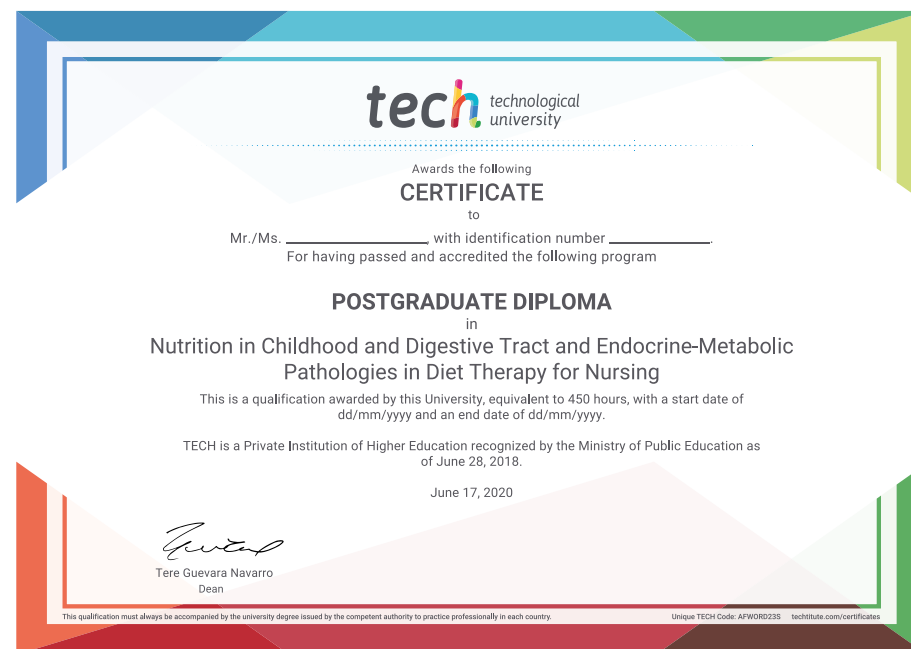 tech technological
university
Awards the following
CERTIFICATE
to
Mr./Ms. ____________________, with identification number ______________.
For having passed and accredited the following program
POSTGRADUATE DIPLOMA
in
Nutrition in Childhood and Digestive Tract and Endocrine-Metabolic
Pathologies in Diet Therapy for Nursing
This is a qualification awarded by this University, equivalent to 450 hours, with a start date of
dd/mm/yyyy and an end date of dd/mm/yyyy.
TECH is a Private Institution of Higher Education recognized by the Ministry of Public Education as
of June 28, 2018.
June 17, 2020
Tere Guevara Navarro
Dean
This qualification must always be accompanied by the university degree issued by the competent authority to practice professionally in each country. Unique TECH Code: AFWORD23S techtitute.com/certificates